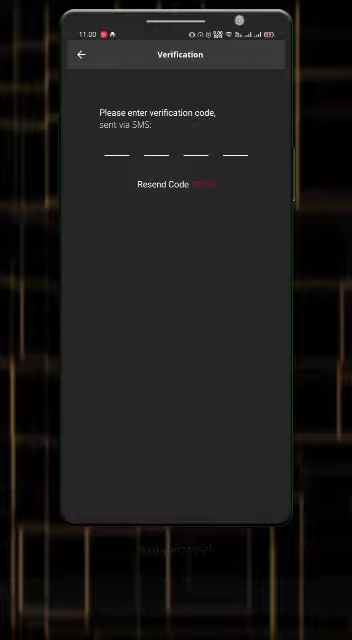 11.00
Verification
Please enter verification code,
sent via SMS:
Resend Code